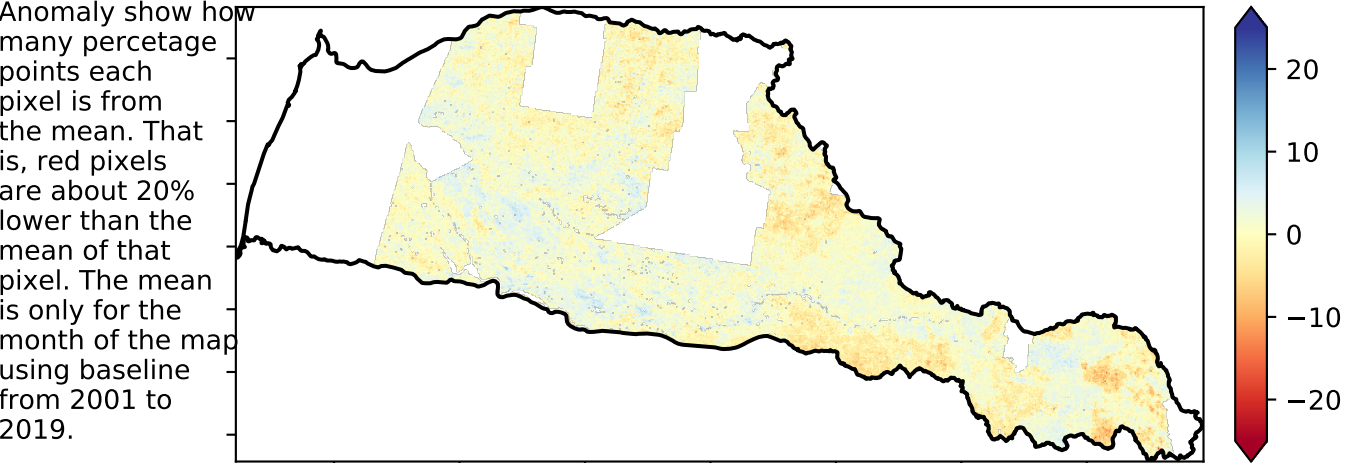 Anomaly show how
many percetage
points each
pixel is from
the mean. That
is, red pixels
are about 20%
lower than the
mean of that
pixel. The mean
is only for the
month of the map
using baseline
from 2001 to
2019.
20
10
0
−10
−20